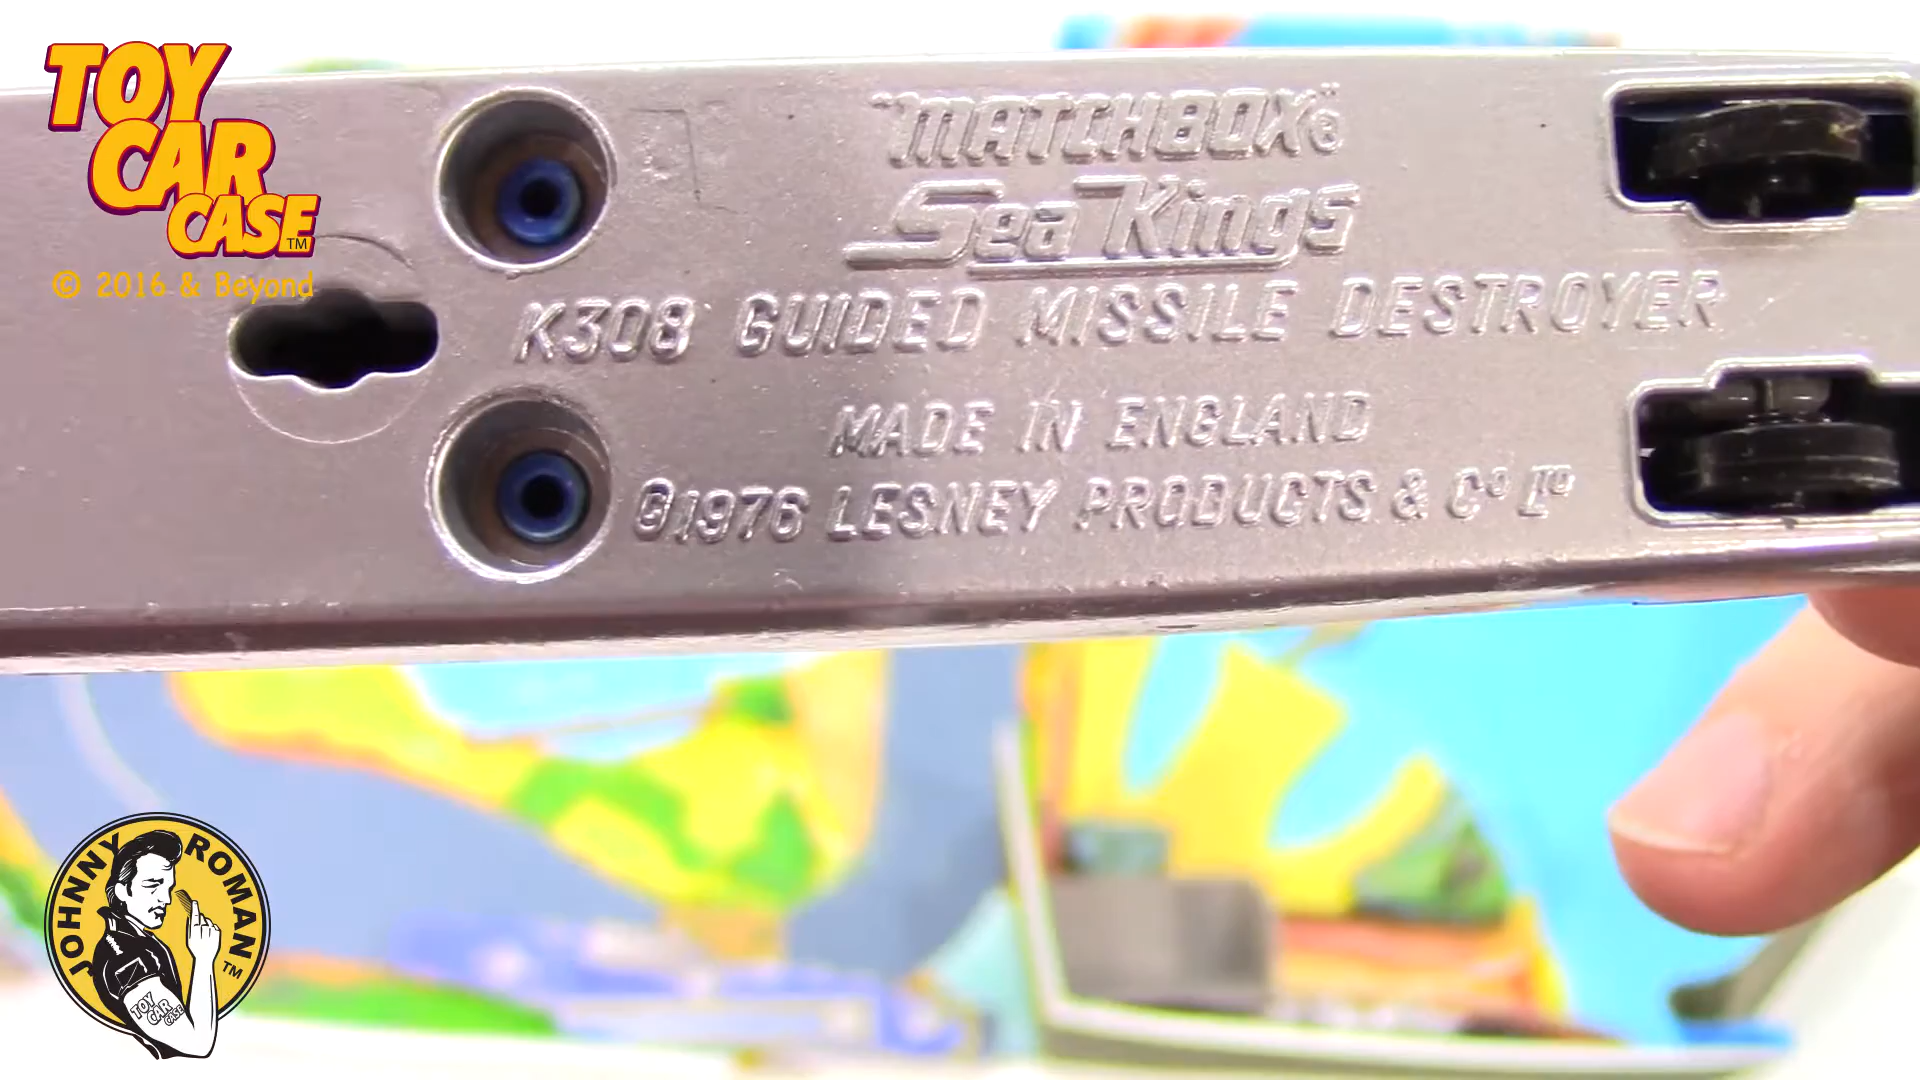 TOY
CAR
CASE™
© 2016 & Beyond
"MATCHBOX"®
Sea Kings
K308 GUIDED MISSILE DESTROYER
MADE IN ENGLAND
©1976 LESNEY PRODUCTS & Cº Lᵀᴰ
JOHNNY ROMAN™
TOY
CAR
CASE